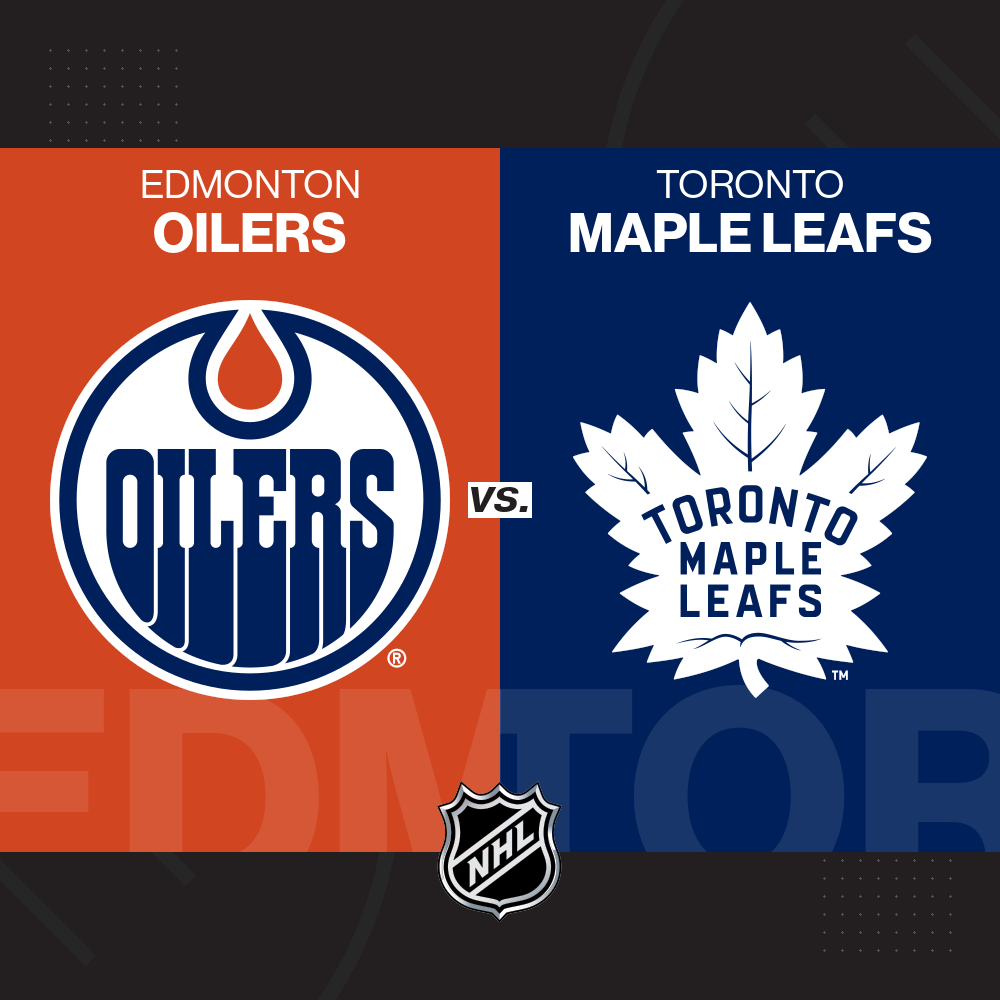 EDMONTON
OILERS
TORONTO
MAPLE LEAFS
OILERS
®
vs.
TORONTO
MAPLE
LEAFS
TM
EDM
TOR
NHL